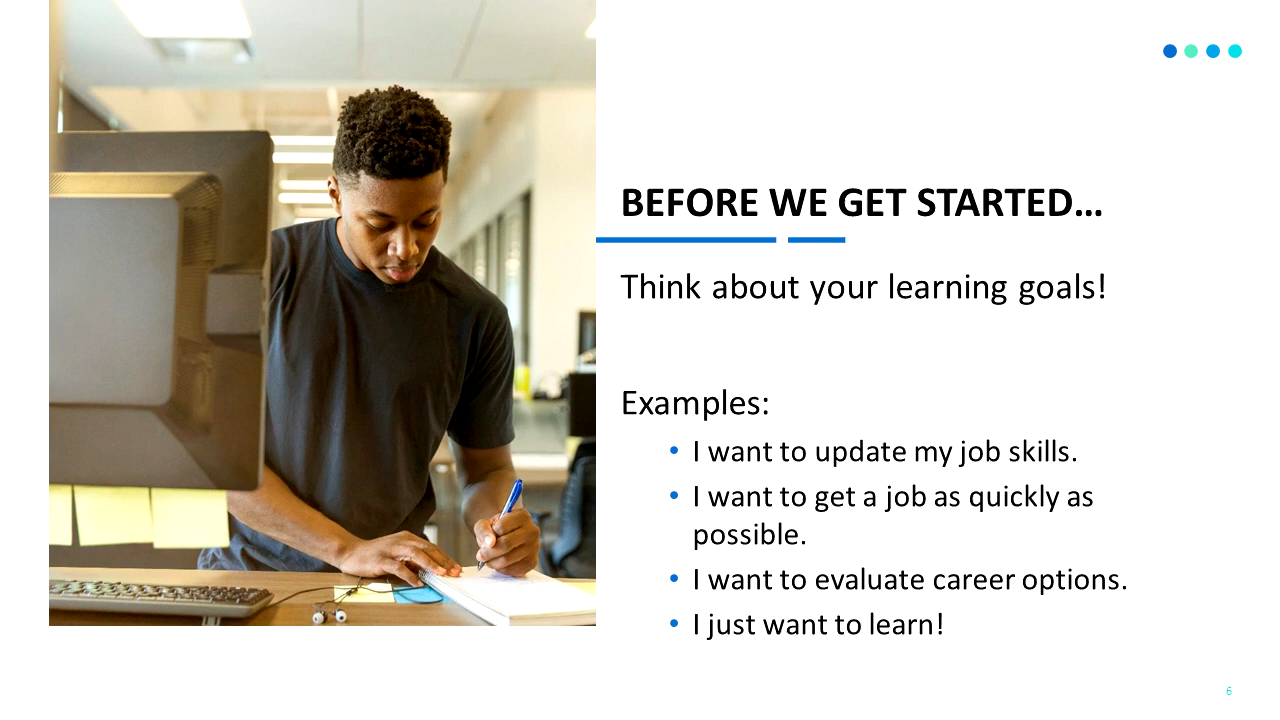 BEFORE WE GET STARTED...
Think about your learning goals!
Examples:
• I want to update my job skills.
• I want to get a job as quickly as
possible.
• I want to evaluate career options.
• I just want to learn!
6